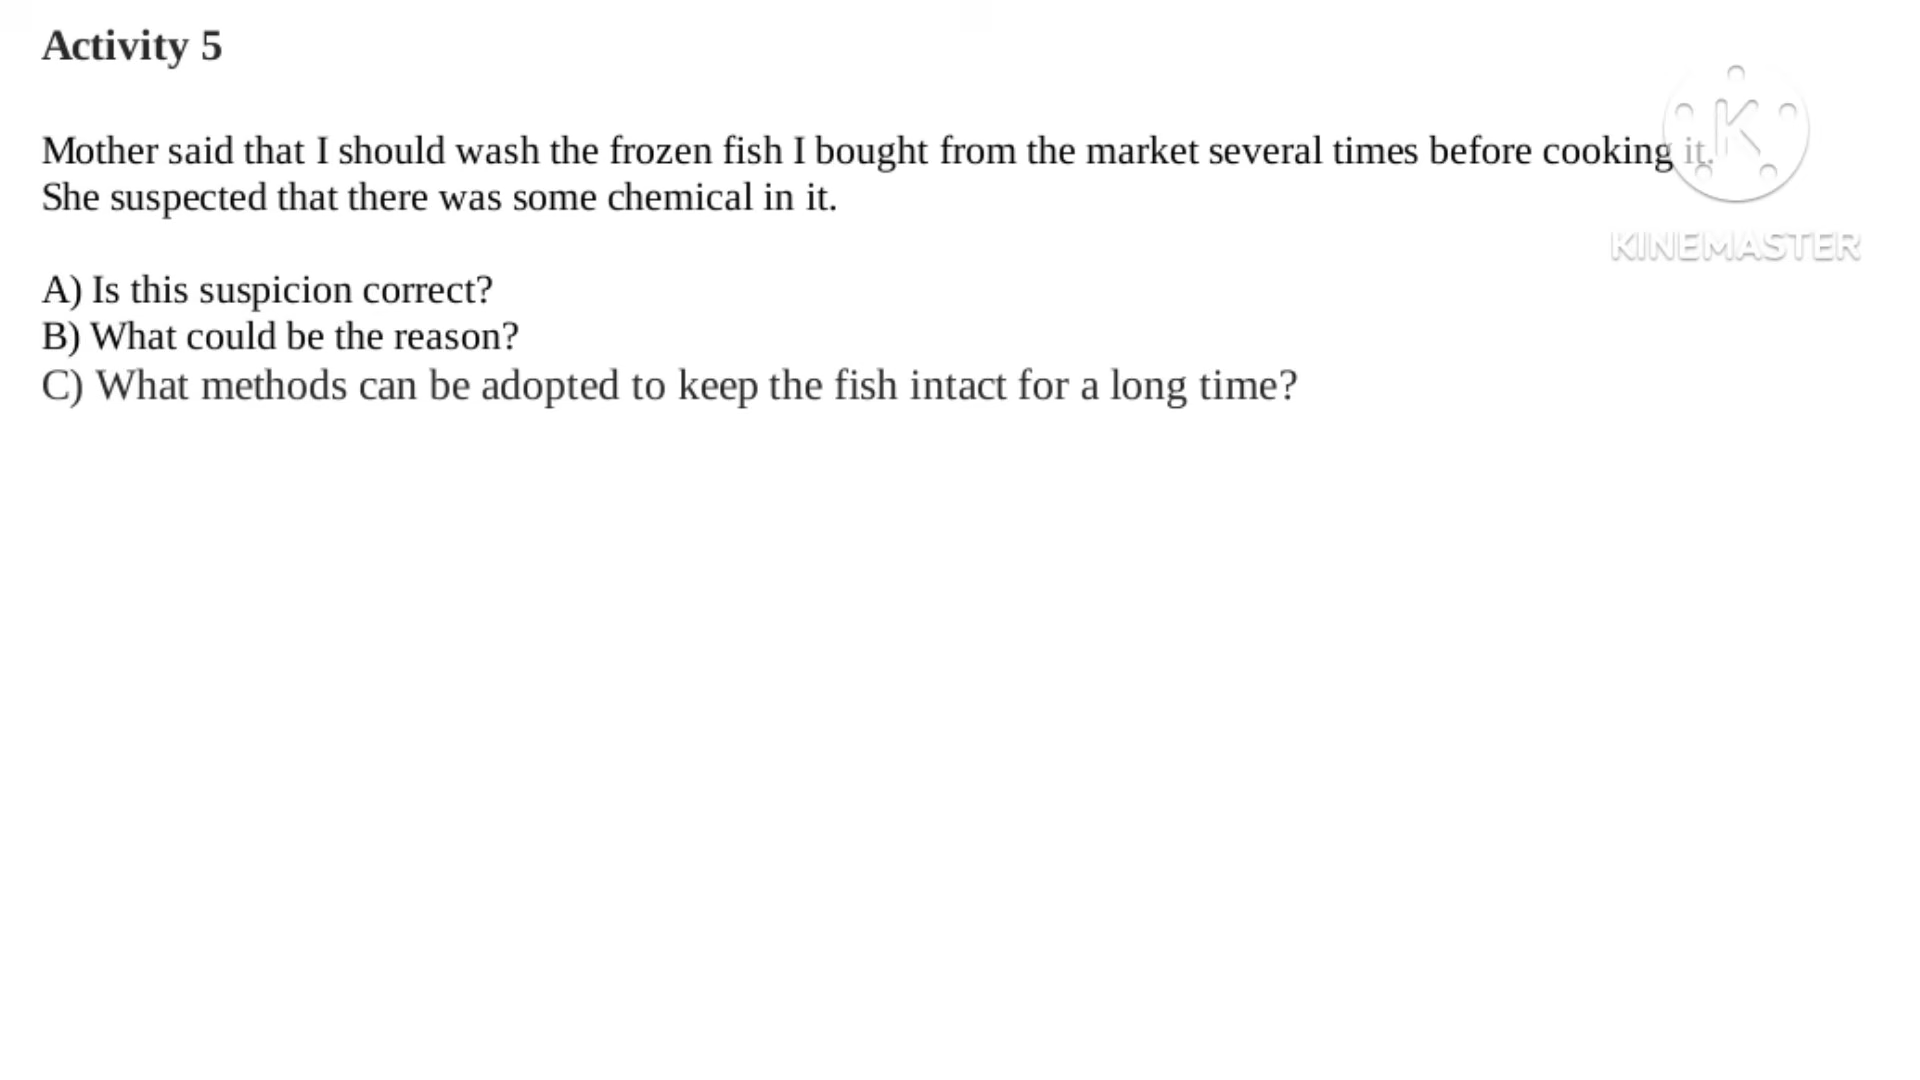 Activity 5
Mother said that I should wash the frozen fish I bought from the market several times before cooking it.
She suspected that there was some chemical in it.
A) Is this suspicion correct?
B) What could be the reason?
C) What methods can be adopted to keep the fish intact for a long time?
K
KINEMASTER